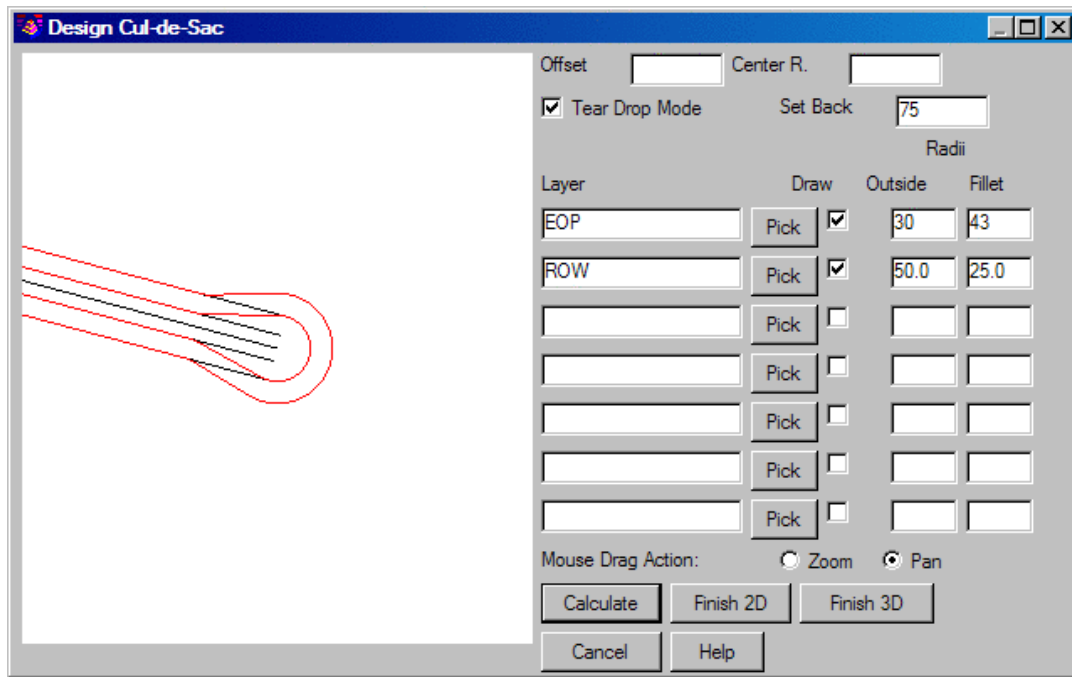 Design Cul-de-Sac
Offset Center R.
Tear Drop Mode Set Back 75
Radii
Layer Draw Outside Fillet
EOP Pick 30 43
ROW Pick 50.0 25.0
Pick
Pick
Pick
Pick
Pick
Mouse Drag Action: Zoom Pan
Calculate Finish 2D Finish 3D
Cancel Help